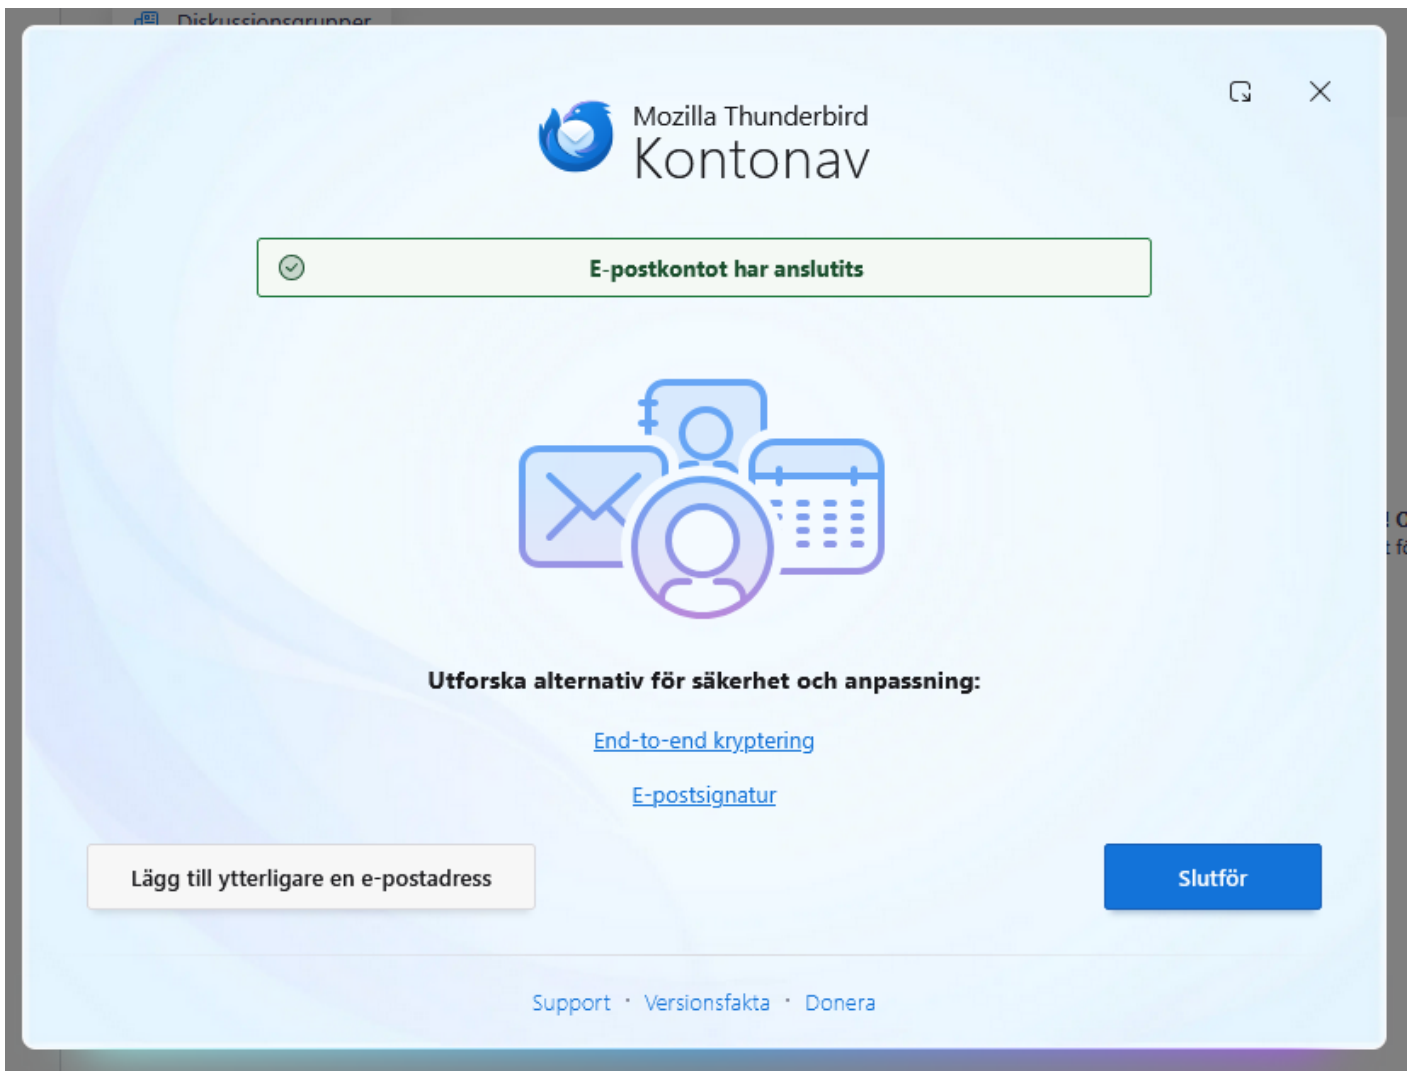 Diskussionsgrupper
Mozilla Thunderbird
Kontonav
E-postkontot har anslutits
Utforska alternativ för säkerhet och anpassning:
End-to-end kryptering
E-postsignatur
Lägg till ytterligare en e-postadress
Slutför
Support · Versionsfakta · Donera